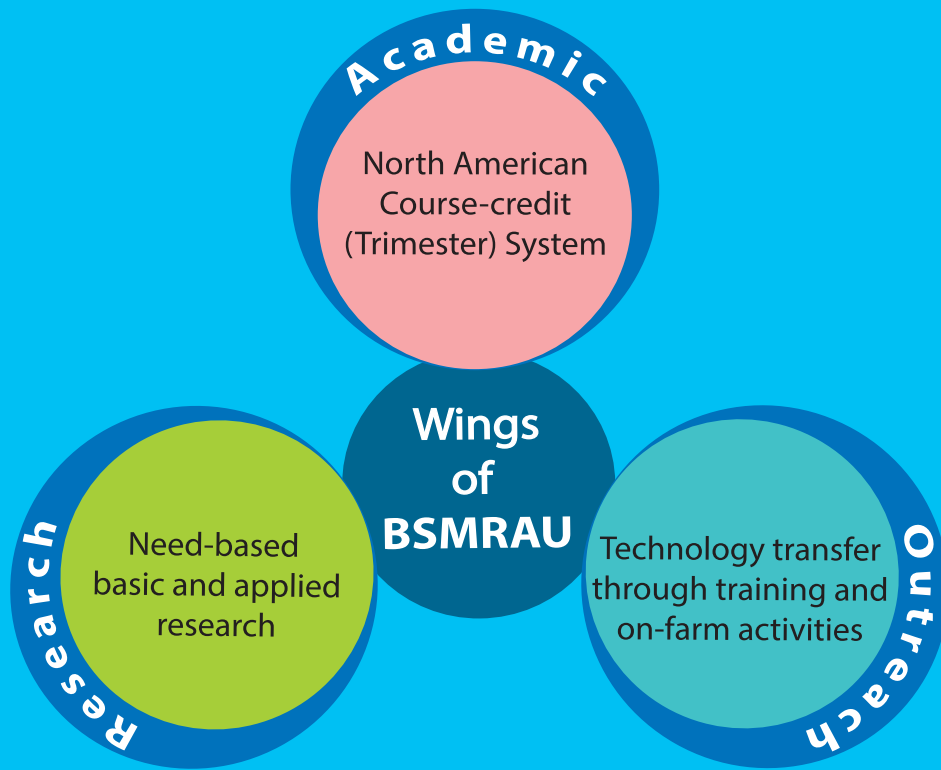 Academic
North American
Course-credit
(Trimester) System
Wings
of
BSMRAU
Research
Need-based
basic and applied
research
Outreach
Technology transfer
through training and
on-farm activities